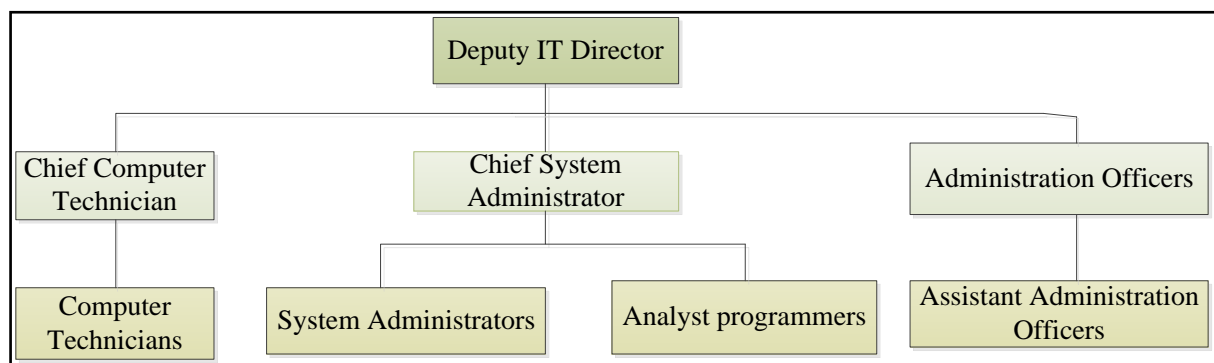 Deputy IT Director
Chief Computer
Technician
Chief System
Administrator
Administration Officers
Computer
Technicians
System Administrators
Analyst programmers
Assistant Administration
Officers